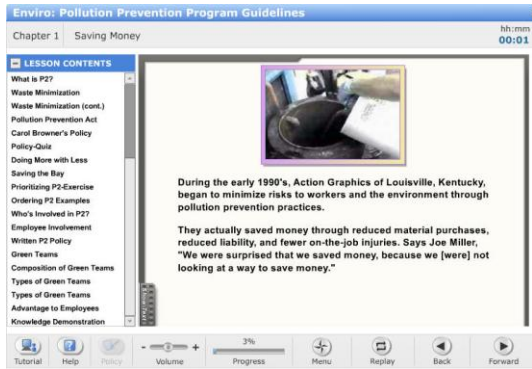 Enviro: Pollution Prevention Program Guidelines
Chapter 1 Saving Money
hh:mm
00:01
LESSON CONTENTS
What is P2?
Waste Minimization
Waste Minimization (cont.)
Pollution Prevention Act
Carol Browner's Policy
Policy-Quiz
Doing More with Less
Saving the Bay
Prioritizing P2-Exercise
Ordering P2 Examples
Who's Involved in P2?
Employee Involvement
Written P2 Policy
Green Teams
Composition of Green Teams
Types of Green Teams
Types of Green Teams
Advantage to Employees
Knowledge Demonstration
During the early 1990's, Action Graphics of Louisville, Kentucky,
began to minimize risks to workers and the environment through
pollution prevention practices.
They actually saved money through reduced material purchases,
reduced liability, and fewer on-the-job injuries. Says Joe Miller,
"We were surprised that we saved money, because we [were] not
looking at a way to save money."
3%
Tutorial Help Policy - + Volume Progress Menu Replay Back Forward